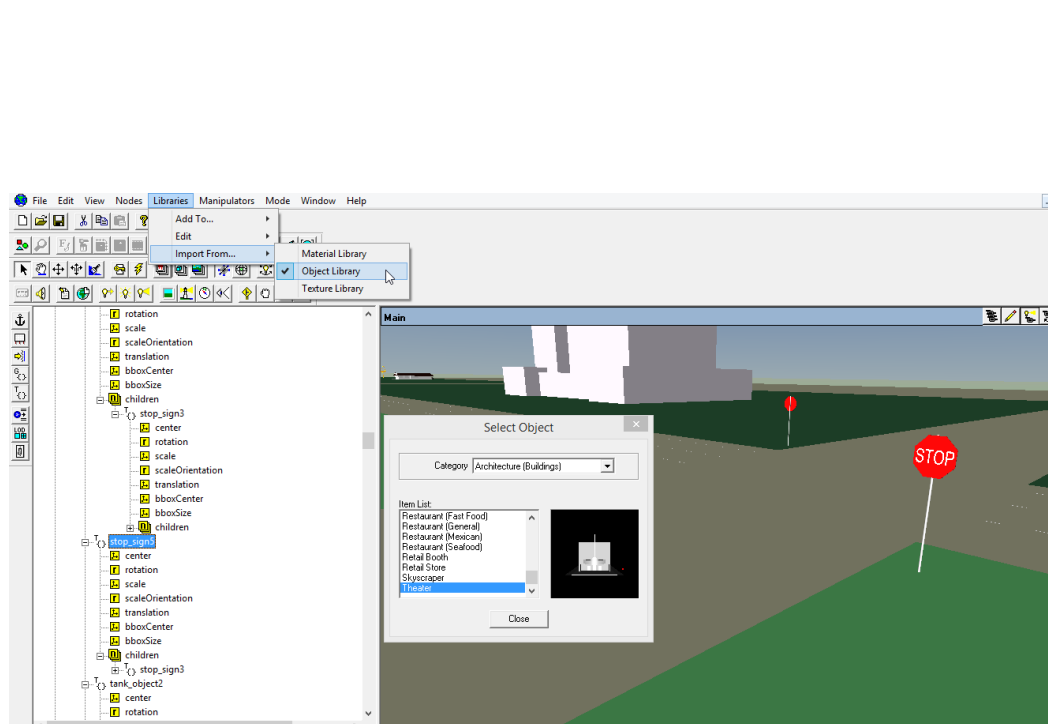 File Edit View Nodes Libraries Manipulators Mode Window Help
Add To...
Edit
Import From...
Material Library
Object Library
Texture Library
Main
rotation
scale
scaleOrientation
translation
bboxCenter
bboxSize
children
stop_sign3
center
rotation
scale
scaleOrientation
translation
bboxCenter
bboxSize
children
stop_sign5
center
rotation
scale
scaleOrientation
translation
bboxCenter
bboxSize
children
stop_sign3
tank_object2
center
rotation
Select Object
Category Architecture (Buildings)
Item List:
Restaurant (Fast Food)
Restaurant (General)
Restaurant (Mexican)
Restaurant (Seafood)
Retail Booth
Retail Store
Skyscraper
Theater
Close
STOP
LOD